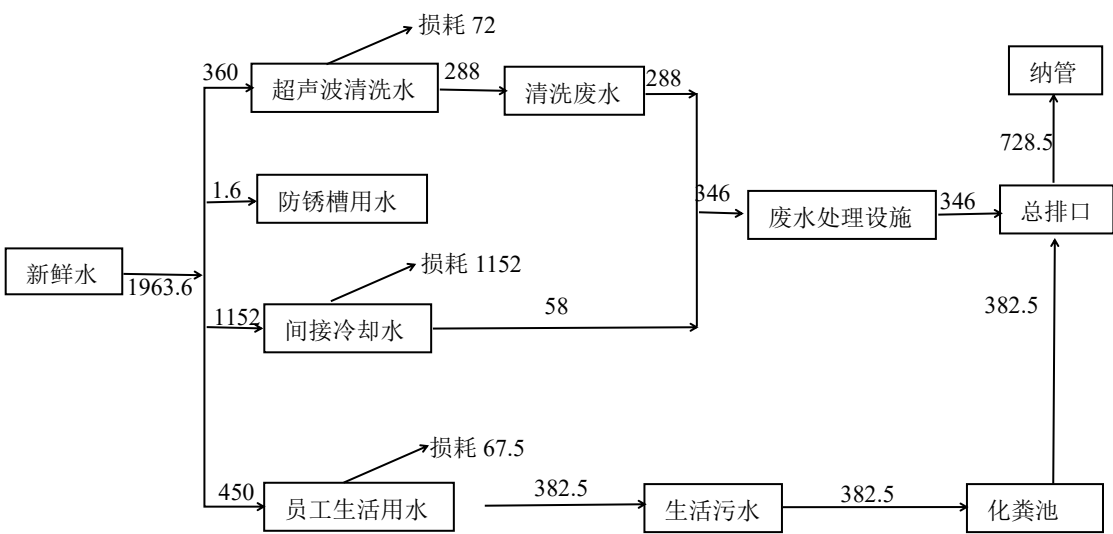 损耗 72
360
超声波清洗水
288
清洗废水
288
纳管
728.5
1.6
防锈槽用水
346
废水处理设施
346
总排口
新鲜水
1963.6
损耗 1152
1152
间接冷却水
58
382.5
损耗 67.5
450
员工生活用水
382.5
生活污水
382.5
化粪池